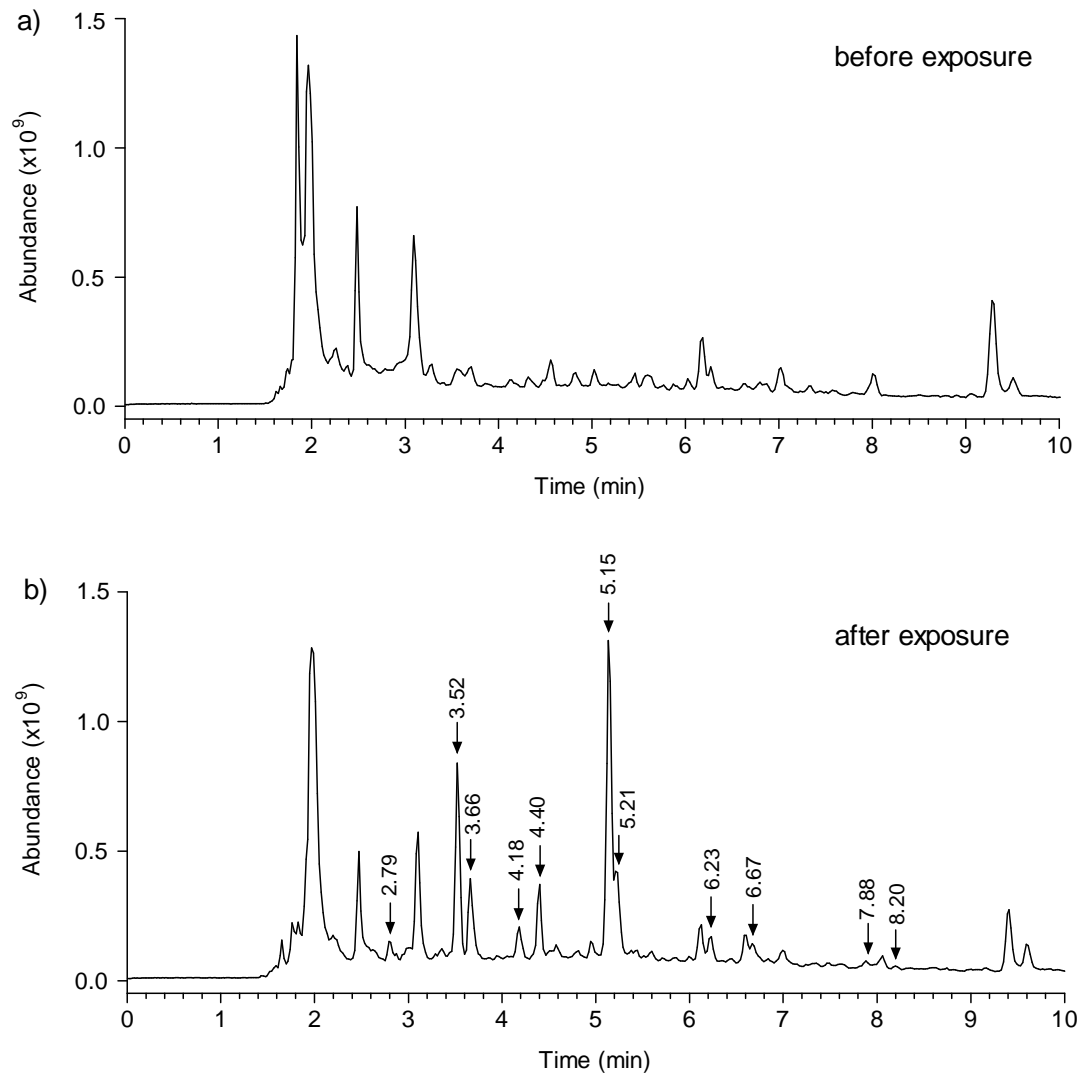 a)
before exposure
Abundance (x10⁹)
1.5
1.0
0.5
0.0
0 1 2 3 4 5 6 7 8 9 10
Time (min)
b)
after exposure
Abundance (x10⁹)
1.5
1.0
0.5
0.0
2.79
3.52
3.66
4.18
4.40
5.15
5.21
6.23
6.67
7.88
8.20
0 1 2 3 4 5 6 7 8 9 10
Time (min)